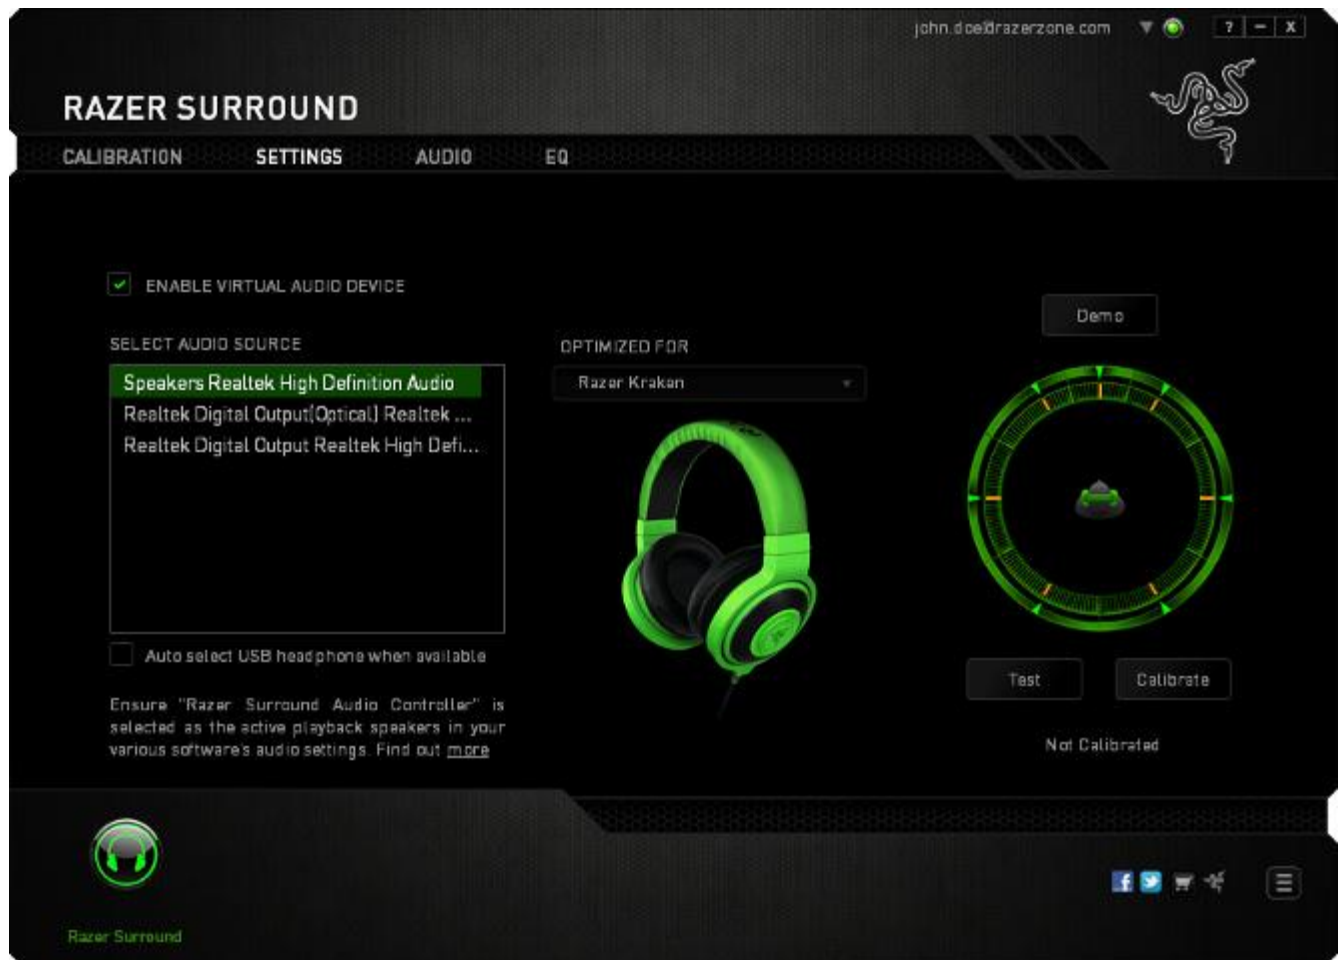 john.doe@razerzone.com
?
–
X
RAZER SURROUND
CALIBRATION SETTINGS AUDIO EQ
ENABLE VIRTUAL AUDIO DEVICE
SELECT AUDIO SOURCE
Speakers Realtek High Definition Audio
Realtek Digital Output(Optical) Realtek ...
Realtek Digital Output Realtek High Defi...
Auto select USB headphone when available
Ensure "Razer Surround Audio Controller" is
selected as the active playback speakers in your
various software's audio settings. Find out more
OPTIMIZED FOR
Razer Kraken
Demo
Test
Calibrate
Not Calibrated
Razer Surround